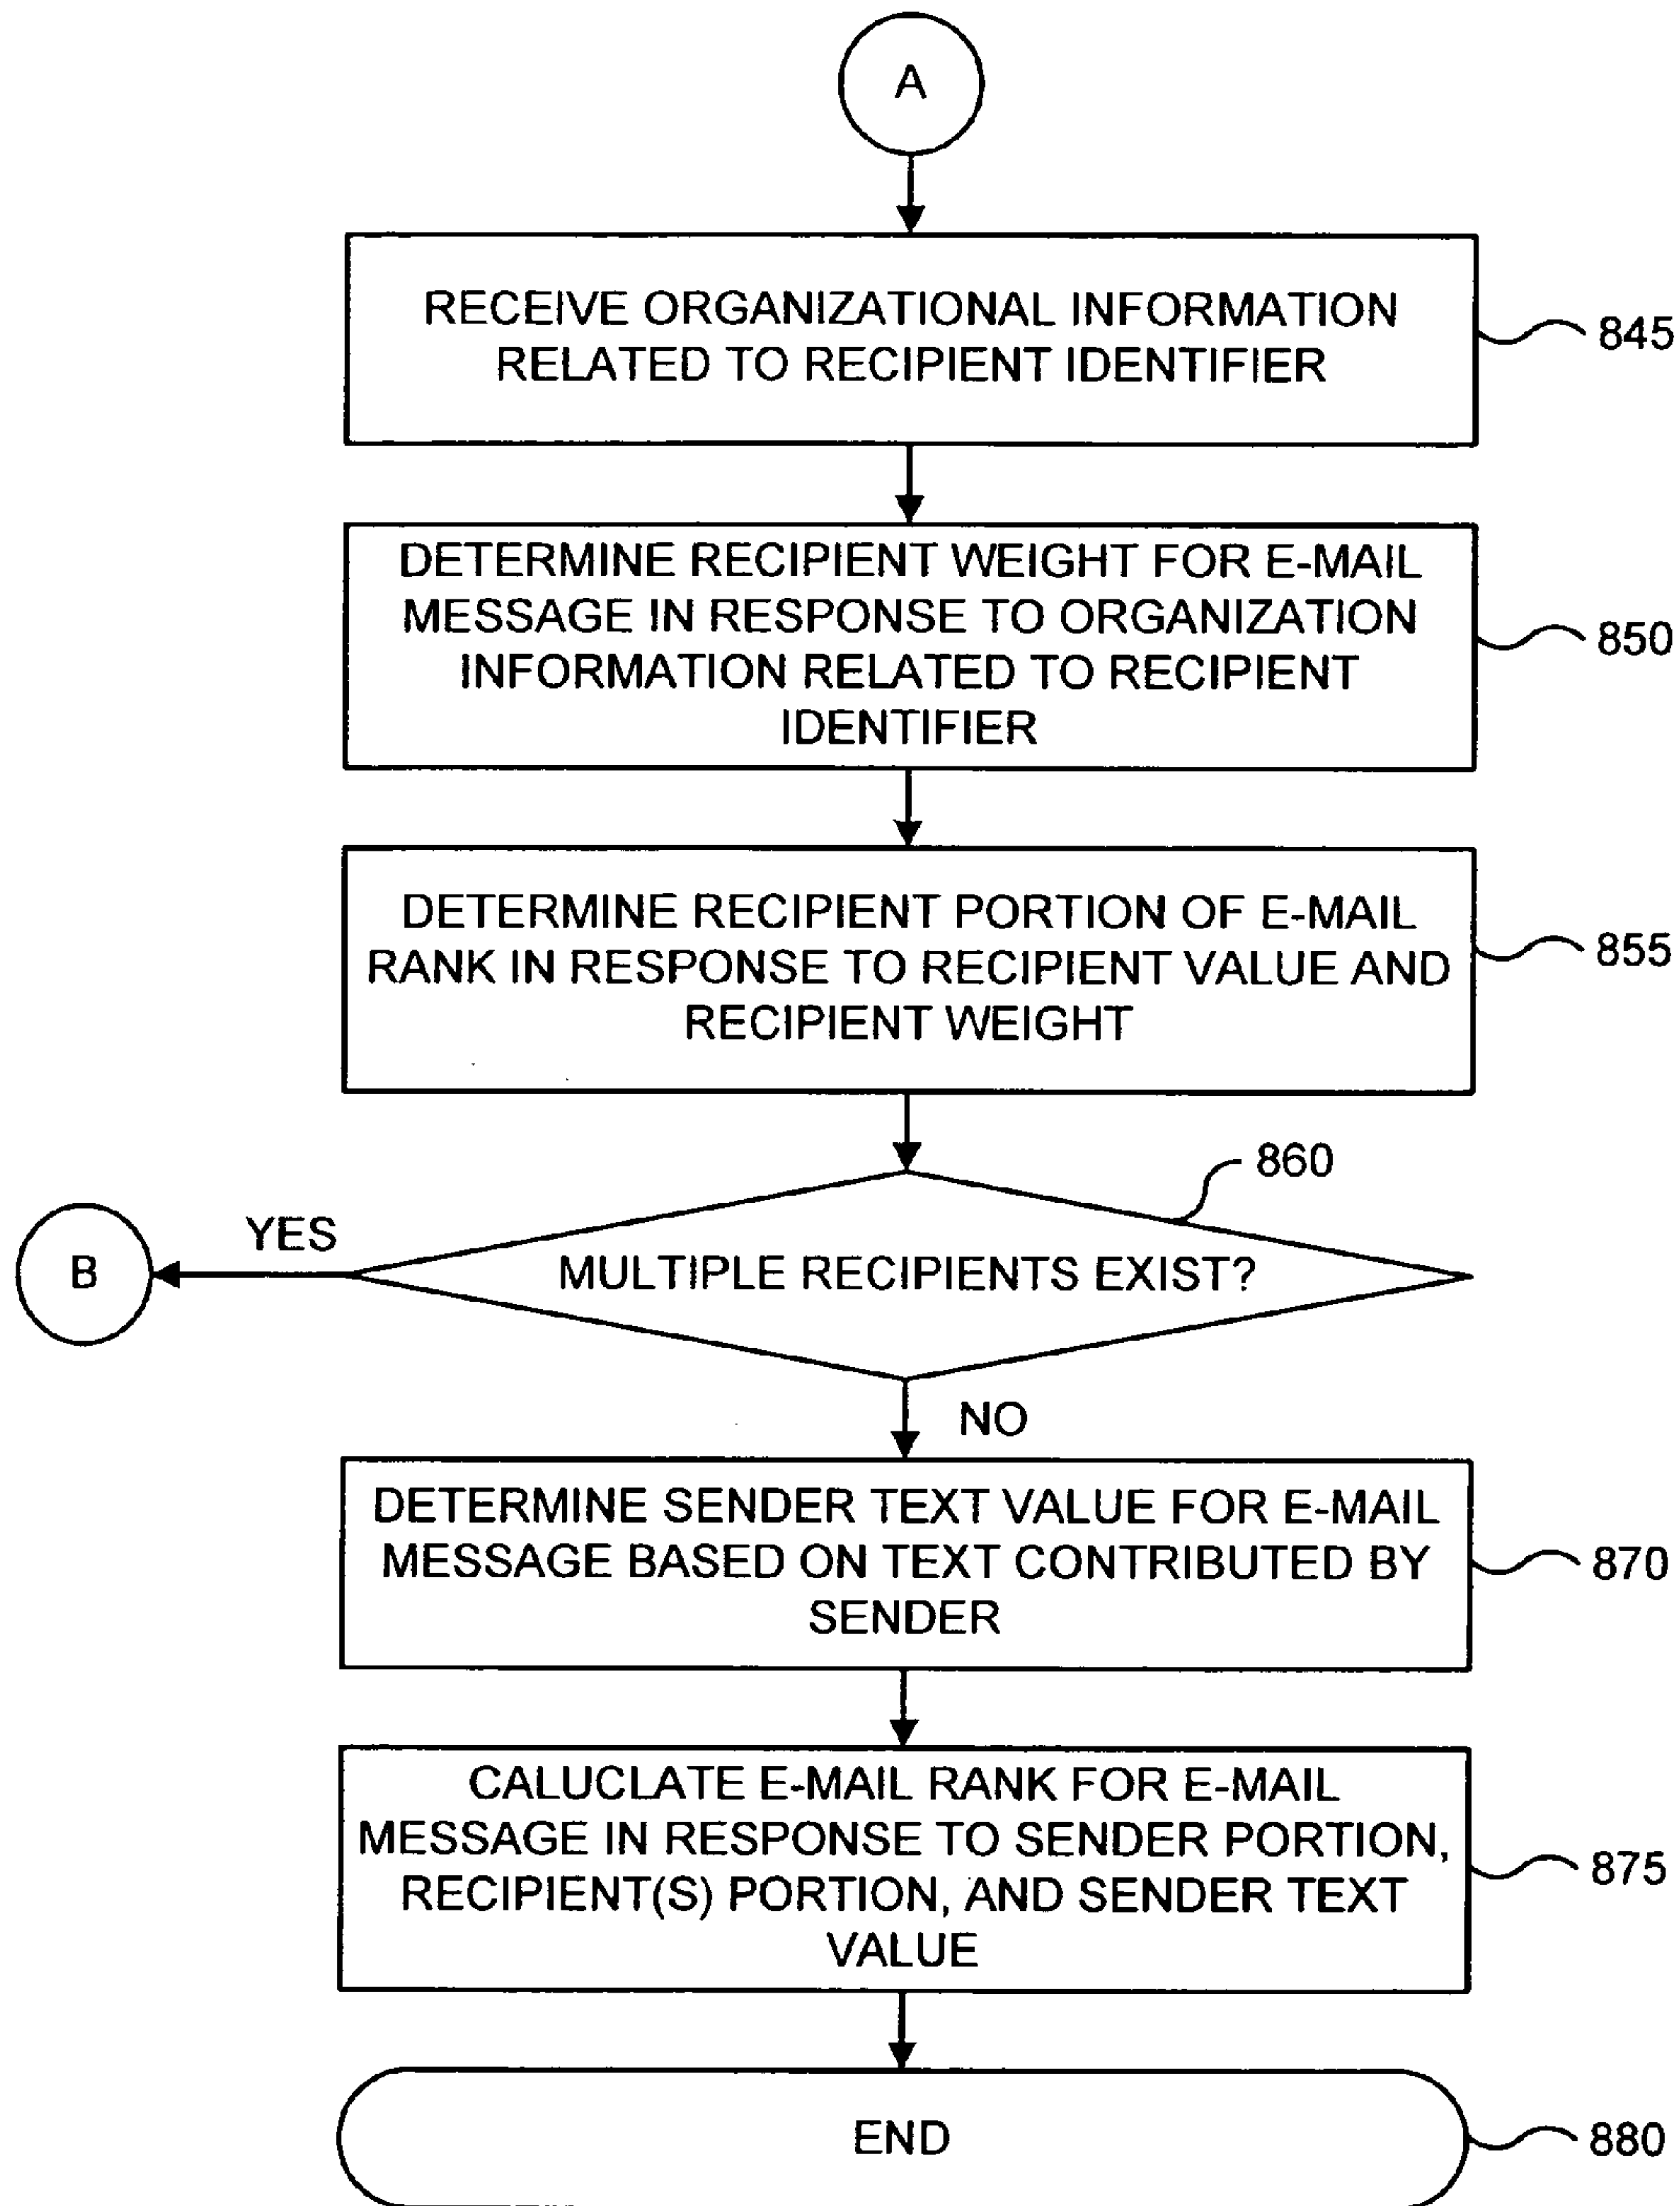 A
RECEIVE ORGANIZATIONAL INFORMATION
RELATED TO RECIPIENT IDENTIFIER
845
DETERMINE RECIPIENT WEIGHT FOR E-MAIL
MESSAGE IN RESPONSE TO ORGANIZATION
INFORMATION RELATED TO RECIPIENT
IDENTIFIER
850
DETERMINE RECIPIENT PORTION OF E-MAIL
RANK IN RESPONSE TO RECIPIENT VALUE AND
RECIPIENT WEIGHT
855
860
MULTIPLE RECIPIENTS EXIST?
YES
B
NO
DETERMINE SENDER TEXT VALUE FOR E-MAIL
MESSAGE BASED ON TEXT CONTRIBUTED BY
SENDER
870
CALUCLATE E-MAIL RANK FOR E-MAIL
MESSAGE IN RESPONSE TO SENDER PORTION,
RECIPIENT(S) PORTION, AND SENDER TEXT
VALUE
875
END
880